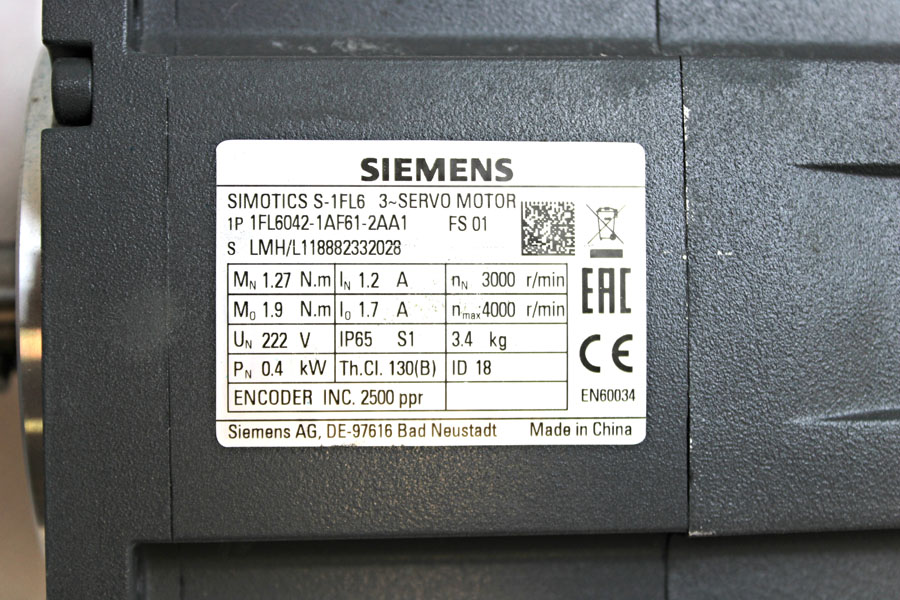 SIEMENS
SIMOTICS S-1FL6 3~SERVO MOTOR
1P 1FL6042-1AF61-2AA1 FS 01
S LMH/L118882332028
MN 1.27 N.m IN 1.2 A nN 3000 r/min
M0 1.9 N.m I0 1.7 A nmax 4000 r/min
UN 222 V IP65 S1 3.4 kg
PN 0.4 kW Th.Cl. 130(B) ID 18
ENCODER INC. 2500 ppr
EAC
CE
EN60034
Siemens AG, DE-97616 Bad Neustadt Made in China